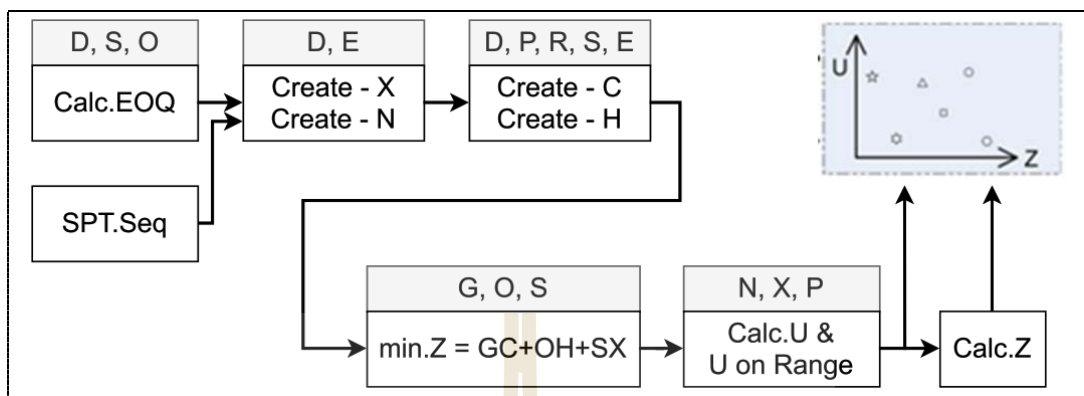 D, S, O
Calc.EOQ
D, E
Create - X
Create - N
D, P, R, S, E
Create - C
Create - H
U
Z
SPT.Seq
G, O, S
min.Z = GC+OH+SX
N, X, P
Calc.U &
U on Range
Calc.Z